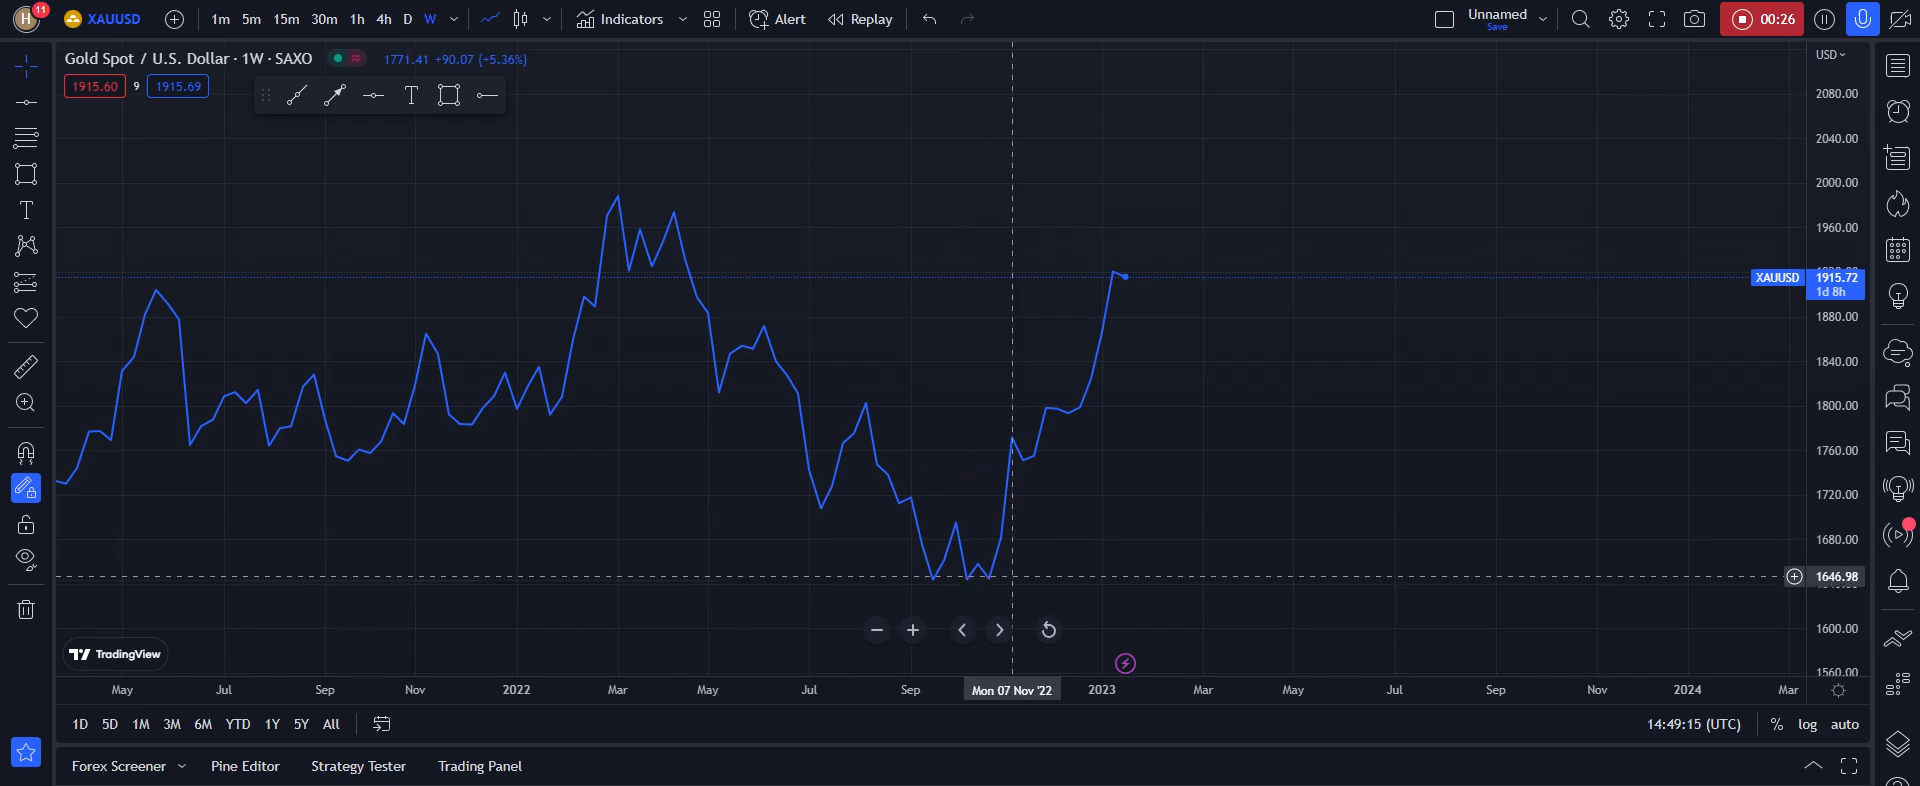 H 11 XAUUSD 1m 5m 15m 30m 1h 4h D W Indicators Alert Replay Unnamed Save 00:26
Gold Spot / U.S. Dollar · 1W · SAXO 1771.41 +90.07 (+5.36%) USD
1915.60 9 1915.69 T
2080.00
2040.00
2000.00
1960.00
XAUUSD 1915.72
1d 8h
1880.00
1840.00
1800.00
1760.00
1720.00
1680.00
1646.98
1600.00
TradingView
1560.00
May Jul Sep Nov 2022 Mar May Jul Sep Mon 07 Nov '22 2023 Mar May Jul Sep Nov 2024 Mar
1D 5D 1M 3M 6M YTD 1Y 5Y All 14:49:15 (UTC) % log auto
Forex Screener Pine Editor Strategy Tester Trading Panel